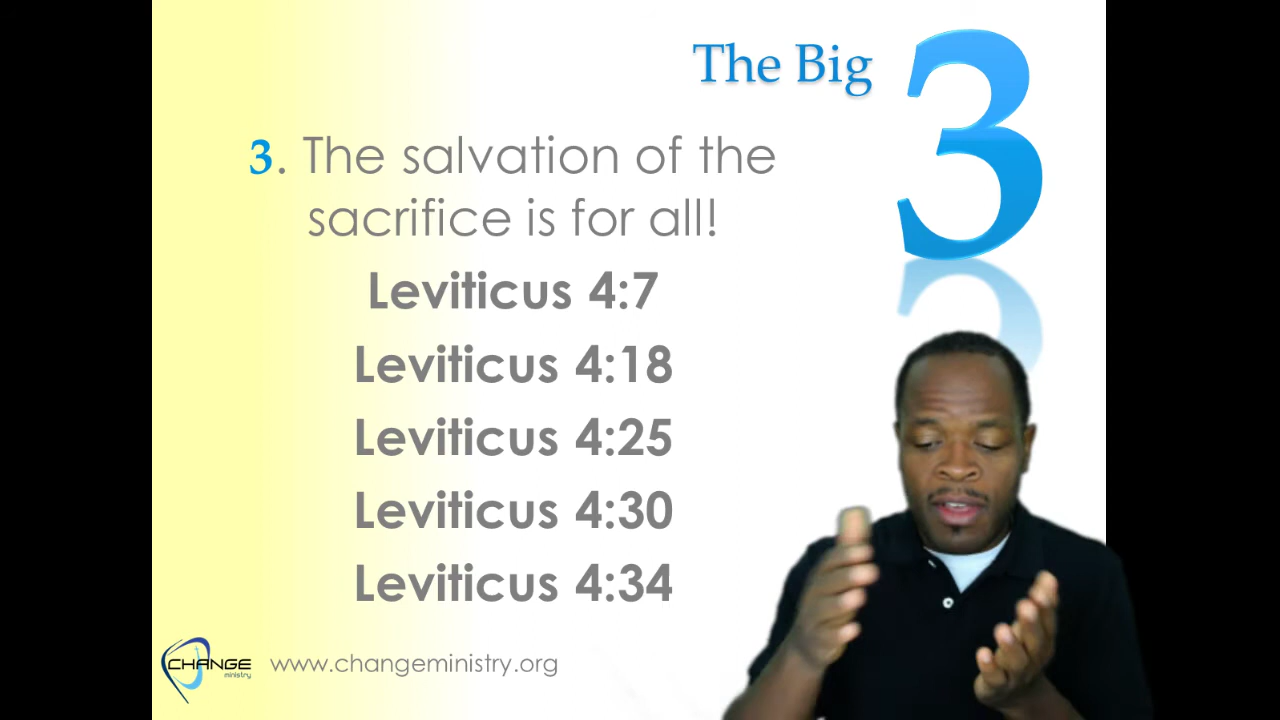 The Big 3
3. The salvation of the
sacrifice is for all!
Leviticus 4:7
Leviticus 4:18
Leviticus 4:25
Leviticus 4:30
Leviticus 4:34
CHANGE
ministry
www.changeministry.org